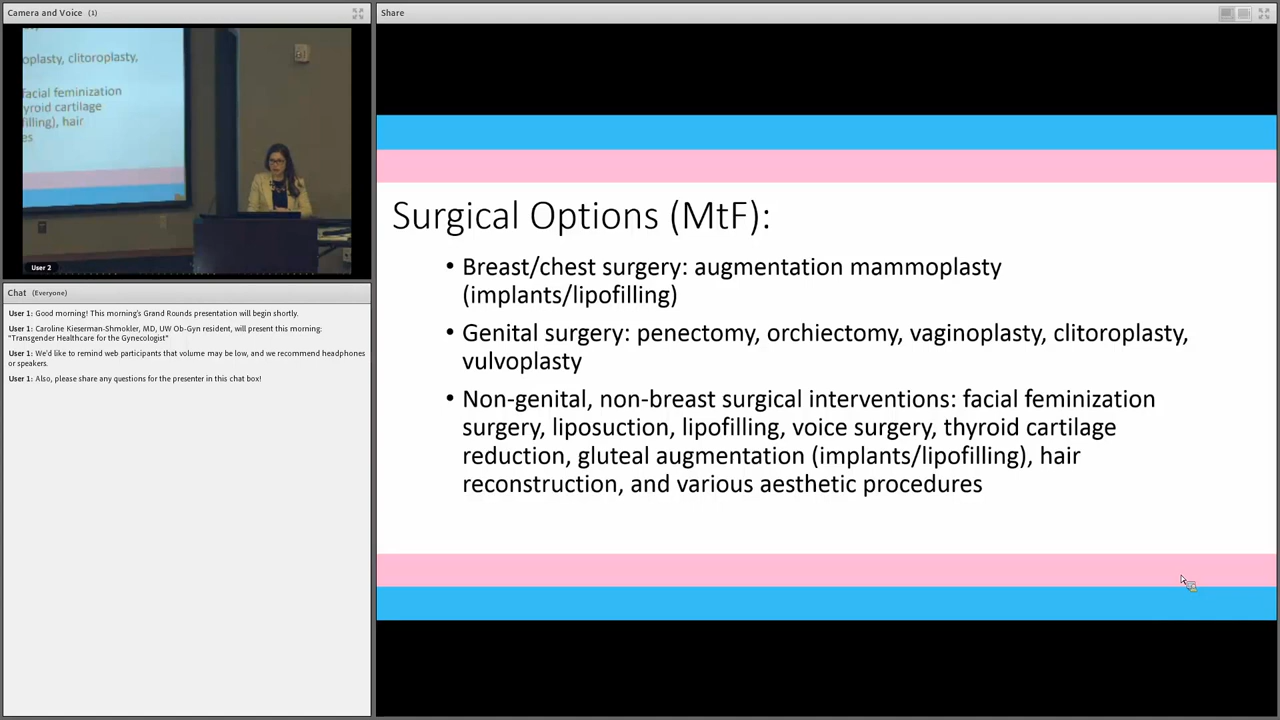 Camera and Voice (1)
oplasty, clitoroplasty,
facial feminization
yroid cartilage
filling), hair
es
User 2
Chat (Everyone)
User 1: Good morning! This morning's Grand Rounds presentation will begin shortly.
User 1: Caroline Kieserman-Shmokler, MD, UW Ob-Gyn resident, will present this morning:
"Transgender Healthcare for the Gynecologist"
User 1: We'd like to remind web participants that volume may be low, and we recommend headphones
or speakers.
User 1: Also, please share any questions for the presenter in this chat box!
Share
Surgical Options (MtF):
• Breast/chest surgery: augmentation mammoplasty
(implants/lipofilling)
• Genital surgery: penectomy, orchiectomy, vaginoplasty, clitoroplasty,
vulvoplasty
• Non-genital, non-breast surgical interventions: facial feminization
surgery, liposuction, lipofilling, voice surgery, thyroid cartilage
reduction, gluteal augmentation (implants/lipofilling), hair
reconstruction, and various aesthetic procedures